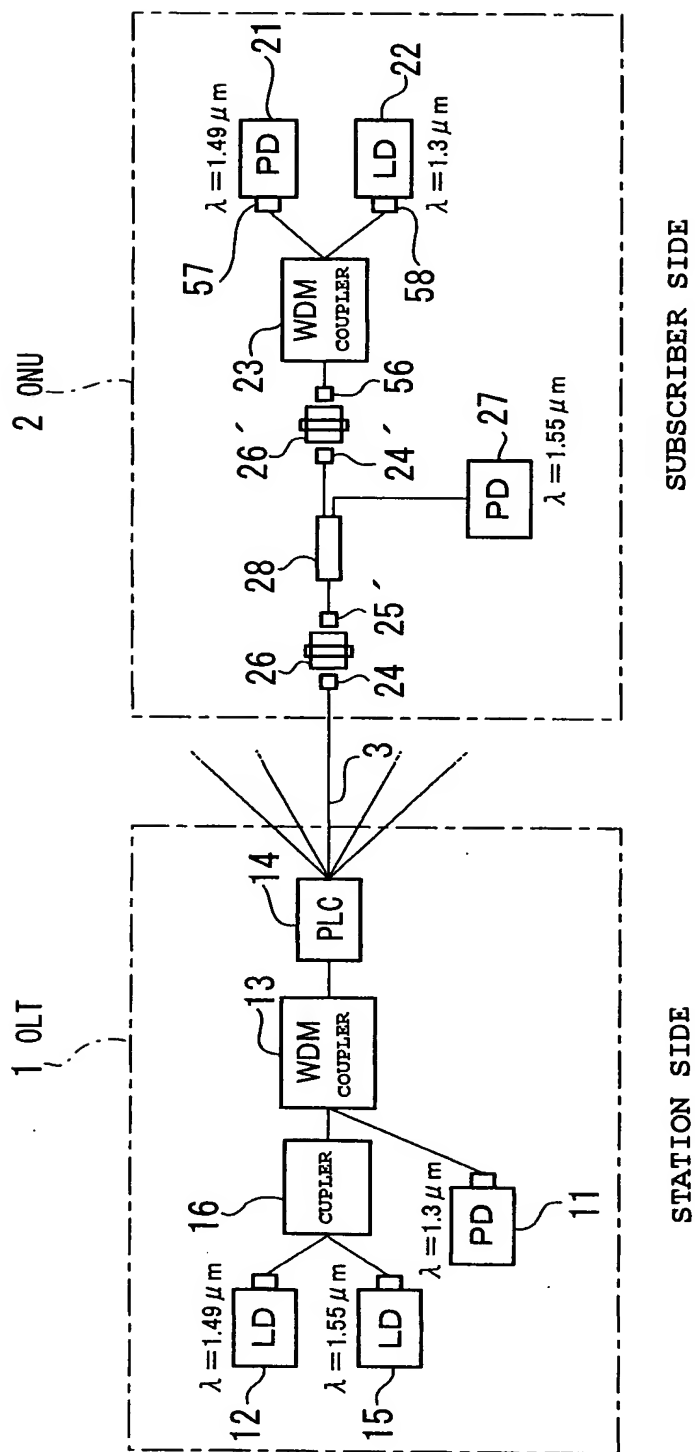 1 OLT
12
LD
λ=1.49μm
15
LD
λ=1.55μm
16
CUPLER
PD
λ=1.3μm
11
13
WDM
COUPLER
14
PLC
3
STATION SIDE
2 ONU
24
26
25´
28
24´
26´
56
PD
27
λ=1.55μm
23
WDM
COUPLER
57
λ=1.49μm
PD
21
58
LD
22
λ=1.3μm
SUBSCRIBER SIDE